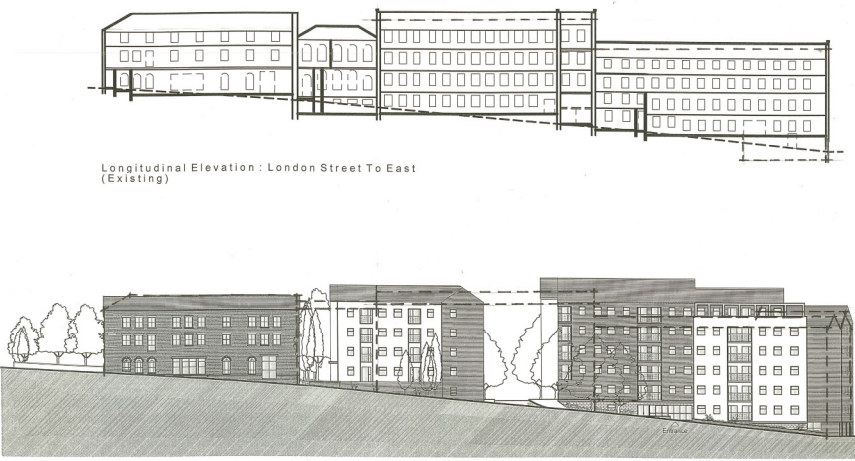 Longitudinal Elevation : London Street To East
(Existing)
Entrance